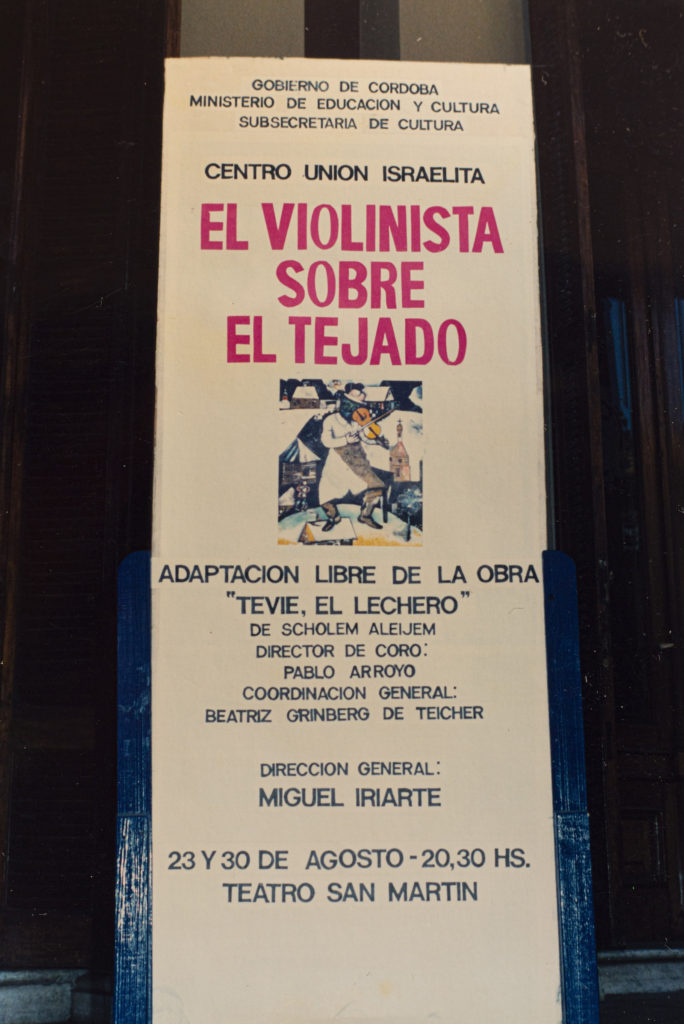 GOBIERNO DE CORDOBA
MINISTERIO DE EDUCACION Y CULTURA
SUBSECRETARIA DE CULTURA
CENTRO UNION ISRAELITA
EL VIOLINISTA
SOBRE
EL TEJADO
ADAPTACION LIBRE DE LA OBRA
"TEVIE, EL LECHERO"
DE SCHOLEM ALEIJEM
DIRECTOR DE CORO:
PABLO ARROYO
COORDINACION GENERAL:
BEATRIZ GRINBERG DE TEICHER
DIRECCION GENERAL:
MIGUEL IRIARTE
23 Y 30 DE AGOSTO - 20,30 HS.
TEATRO SAN MARTIN